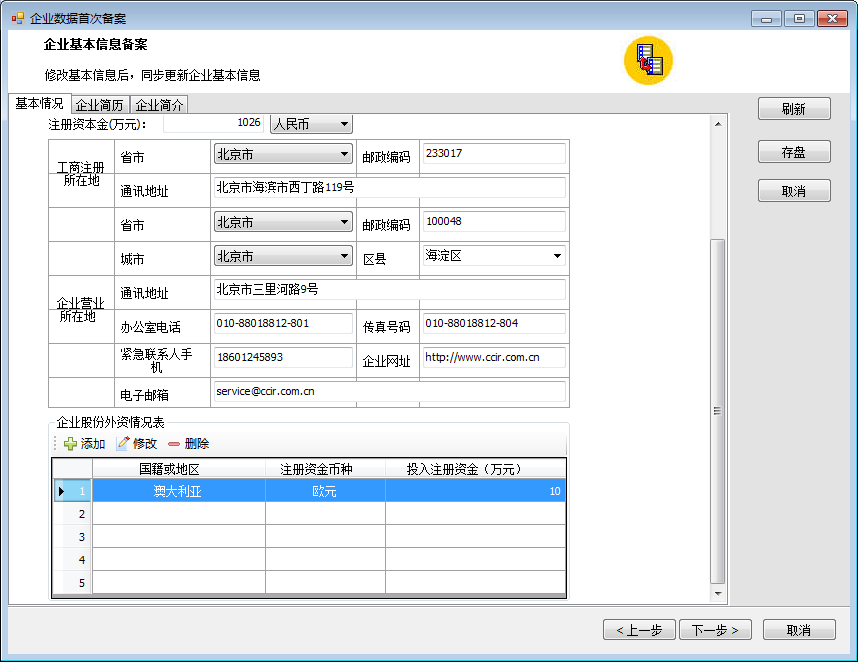 企业数据首次备案
企业基本信息备案
修改基本信息后，同步更新企业基本信息
基本情况 企业简历 企业简介
刷新
存盘
取消
注册资本金(万元): 1026 人民币
工商注册所在地
省市 北京市 邮政编码 233017
通讯地址 北京市海滨市西丁路119号
省市 北京市 邮政编码 100048
城市 北京市 区县 海淀区
企业营业所在地
通讯地址 北京市三里河路9号
办公室电话 010-88018812-801 传真号码 010-88018812-804
紧急联系人手机 18601245893 企业网址 http://www.ccir.com.cn
电子邮箱 service@ccir.com.cn
企业股份外资情况表
添加 修改 删除
国籍或地区 注册资金币种 投入注册资金（万元）
1 澳大利亚 欧元 10
2
3
4
5
<上一步 下一步> 取消